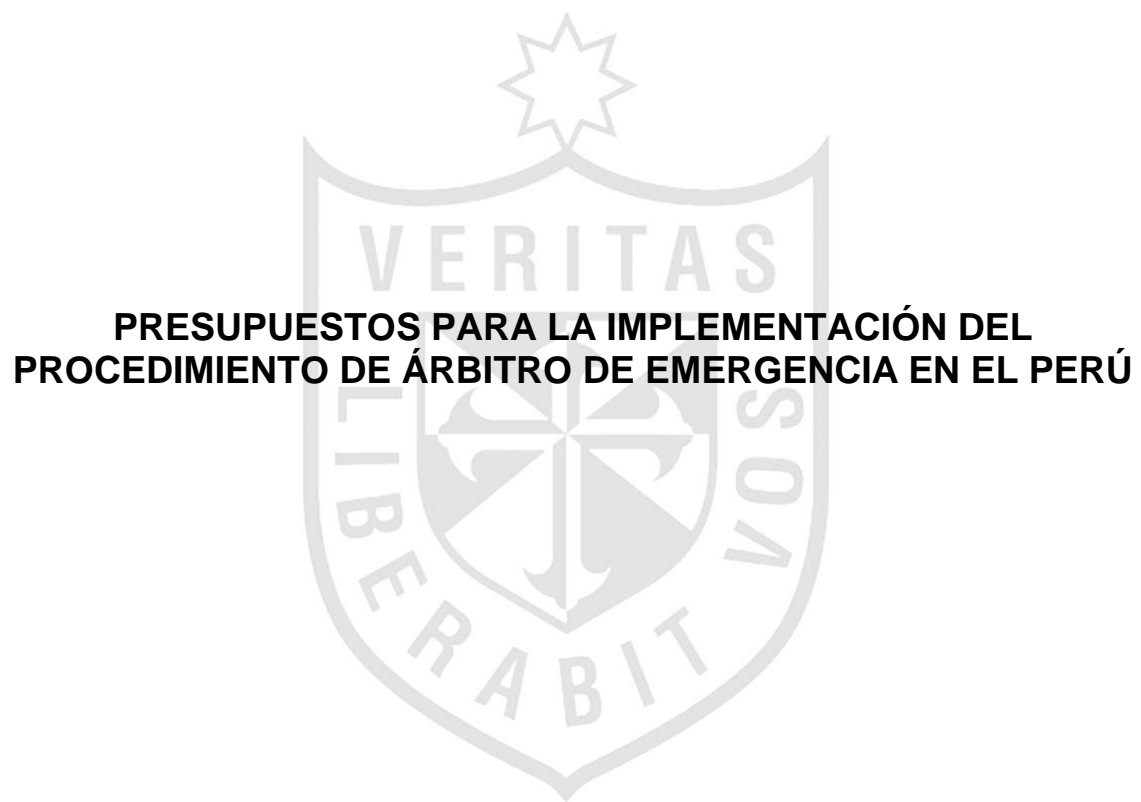 VERITAS
PRESUPUESTOS PARA LA IMPLEMENTACIÓN DEL
PROCEDIMIENTO DE ÁRBITRO DE EMERGENCIA EN EL PERÚ
LIBERABIT VOS